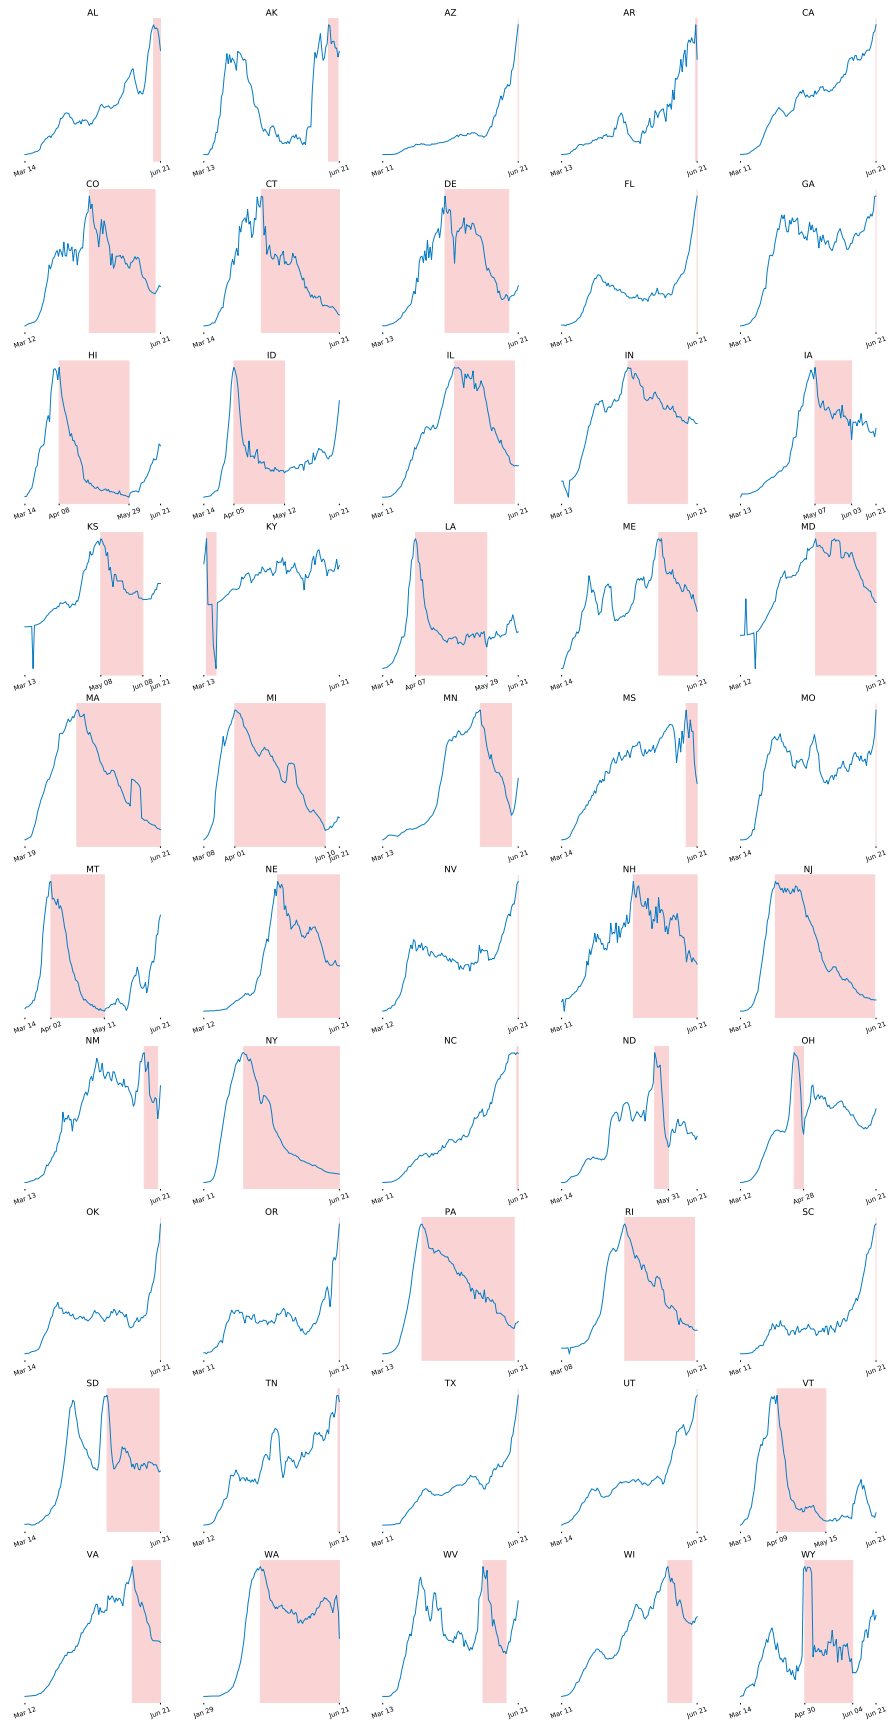 AL AK AZ AR CA
Mar 14 Jun 21 Mar 13 Jun 21 Mar 11 Jun 21 Mar 13 Jun 21 Mar 11 Jun 21
CO CT DE FL GA
Mar 12 Jun 21 Mar 14 Jun 21 Mar 13 Jun 21 Mar 11 Jun 21 Mar 11 Jun 21
HI ID IL IN IA
Mar 14 Apr 08 May 29 Jun 21 Mar 14 Apr 05 May 12 Jun 21 Mar 11 Jun 21 Mar 13 Jun 21 Mar 13 May 07 Jun 03 Jun 21
KS KY LA ME MD
Mar 13 May 08 Jun 08 Jun 21 Mar 13 Jun 21 Mar 14 Apr 07 May 29 Jun 21 Mar 14 Jun 21 Mar 12 Jun 21
MA MI MN MS MO
Mar 19 Jun 21 Mar 08 Apr 01 Jun 10 Jun 21 Mar 13 Jun 21 Mar 14 Jun 21 Mar 14 Jun 21
MT NE NV NH NJ
Mar 14 Apr 02 May 11 Jun 21 Mar 12 Jun 21 Mar 12 Jun 21 Mar 11 Jun 21 Mar 12 Jun 21
NM NY NC ND OH
Mar 13 Jun 21 Mar 11 Jun 21 Mar 11 Jun 21 Mar 14 May 31 Jun 21 Mar 12 Apr 28 Jun 21
OK OR PA RI SC
Mar 14 Jun 21 Mar 11 Jun 21 Mar 13 Jun 21 Mar 08 Jun 21 Mar 11 Jun 21
SD TN TX UT VT
Mar 14 Jun 21 Mar 12 Jun 21 Mar 11 Jun 21 Mar 14 Jun 21 Mar 13 Apr 09 May 15 Jun 21
VA WA WV WI WY
Mar 12 Jun 21 Jan 29 Jun 21 Mar 13 Jun 21 Mar 11 Jun 21 Mar 14 Apr 30 Jun 04 Jun 21